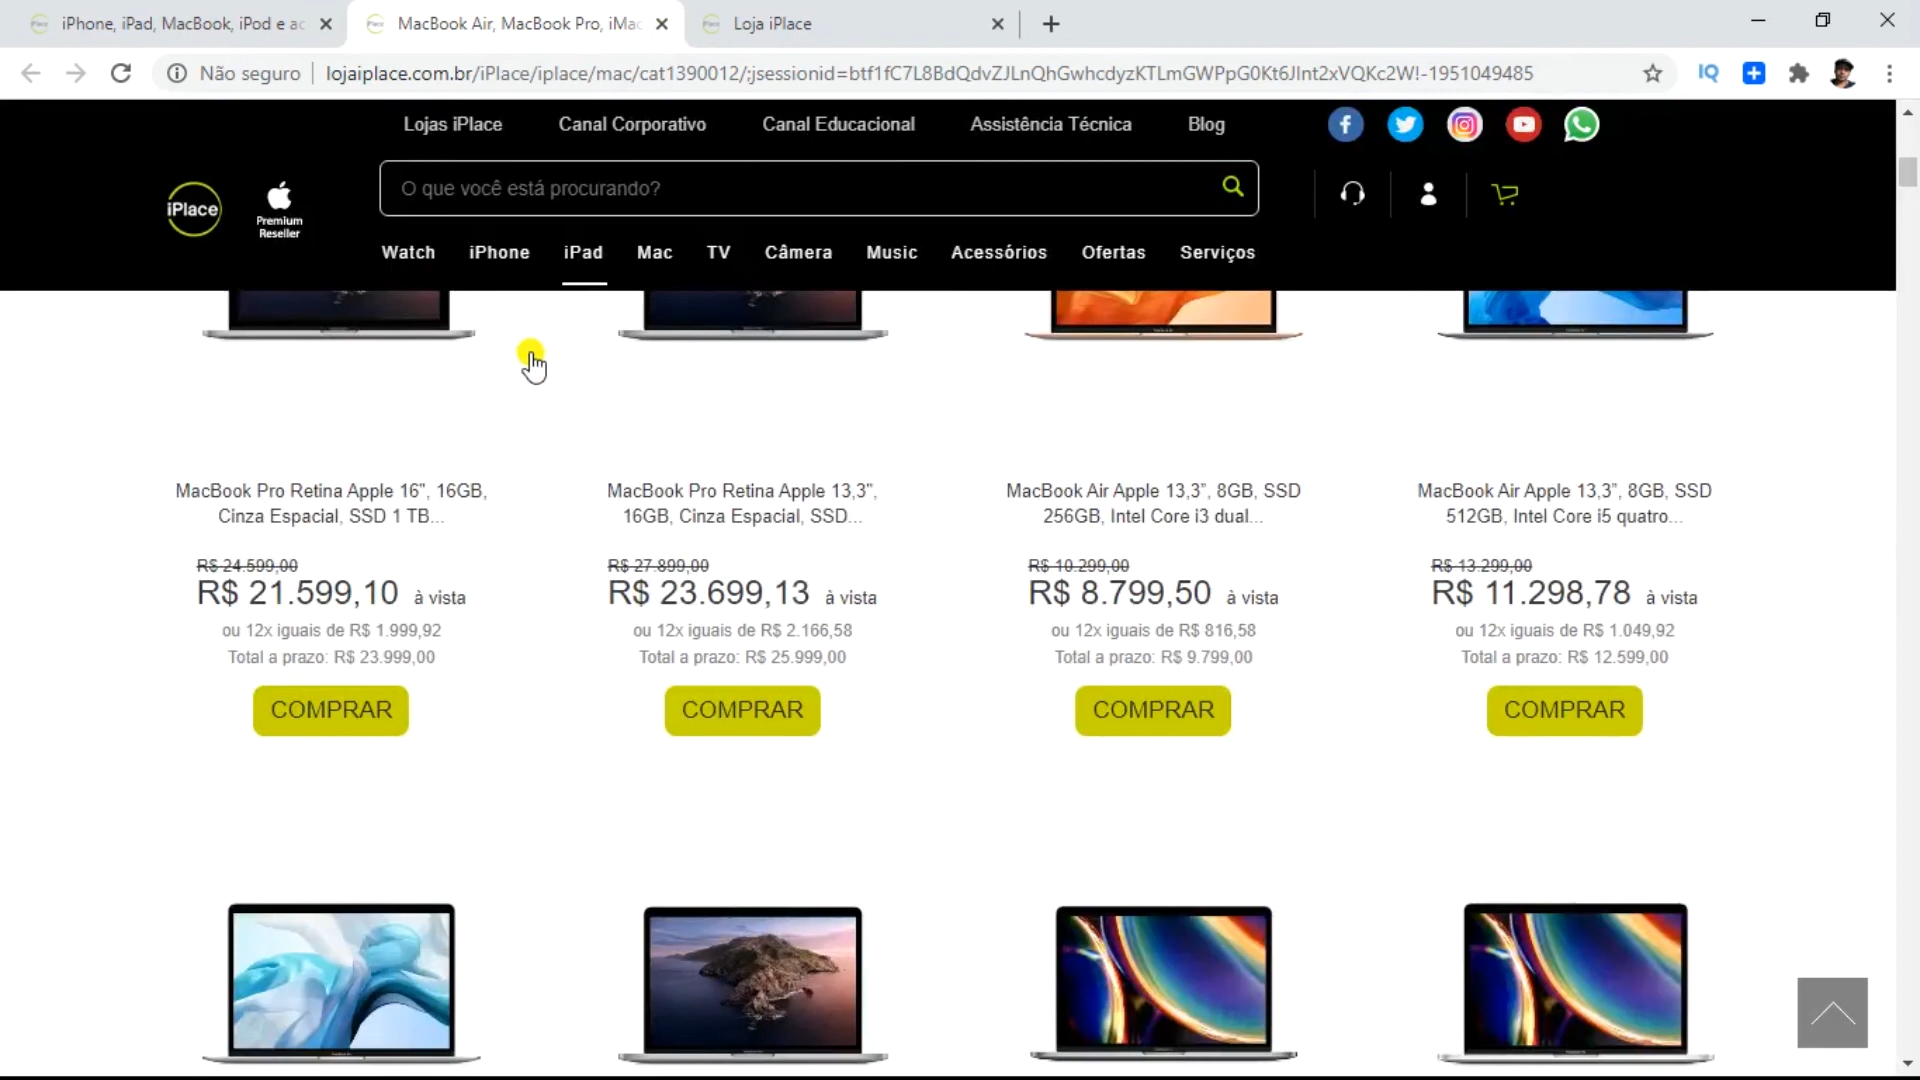 iPhone, iPad, MacBook, iPod e ac
MacBook Air, MacBook Pro, iMac
Loja iPlace
Não seguro
lojaiplace.com.br/iPlace/iplace/mac/cat1390012/;jsessionid=btf1fC7L8BdQdvZJLnQhGwhcdyzKTLmGWPpG0Kt6JInt2xVQKc2W!-1951049485
IQ
Lojas iPlace
Canal Corporativo
Canal Educacional
Assistência Técnica
Blog
iPlace
Premium
Reseller
O que você está procurando?
Watch
iPhone
iPad
Mac
TV
Câmera
Music
Acessórios
Ofertas
Serviços
MacBook Pro Retina Apple 16", 16GB,
Cinza Espacial, SSD 1 TB...
R$ 24.599,00
R$ 21.599,10 à vista
ou 12x iguais de R$ 1.999,92
Total a prazo: R$ 23.999,00
COMPRAR
MacBook Pro Retina Apple 13,3",
16GB, Cinza Espacial, SSD...
R$ 27.899,00
R$ 23.699,13 à vista
ou 12x iguais de R$ 2.166,58
Total a prazo: R$ 25.999,00
COMPRAR
MacBook Air Apple 13,3”, 8GB, SSD
256GB, Intel Core i3 dual...
R$ 10.299,00
R$ 8.799,50 à vista
ou 12x iguais de R$ 816,58
Total a prazo: R$ 9.799,00
COMPRAR
MacBook Air Apple 13,3”, 8GB, SSD
512GB, Intel Core i5 quatro...
R$ 13.299,00
R$ 11.298,78 à vista
ou 12x iguais de R$ 1.049,92
Total a prazo: R$ 12.599,00
COMPRAR